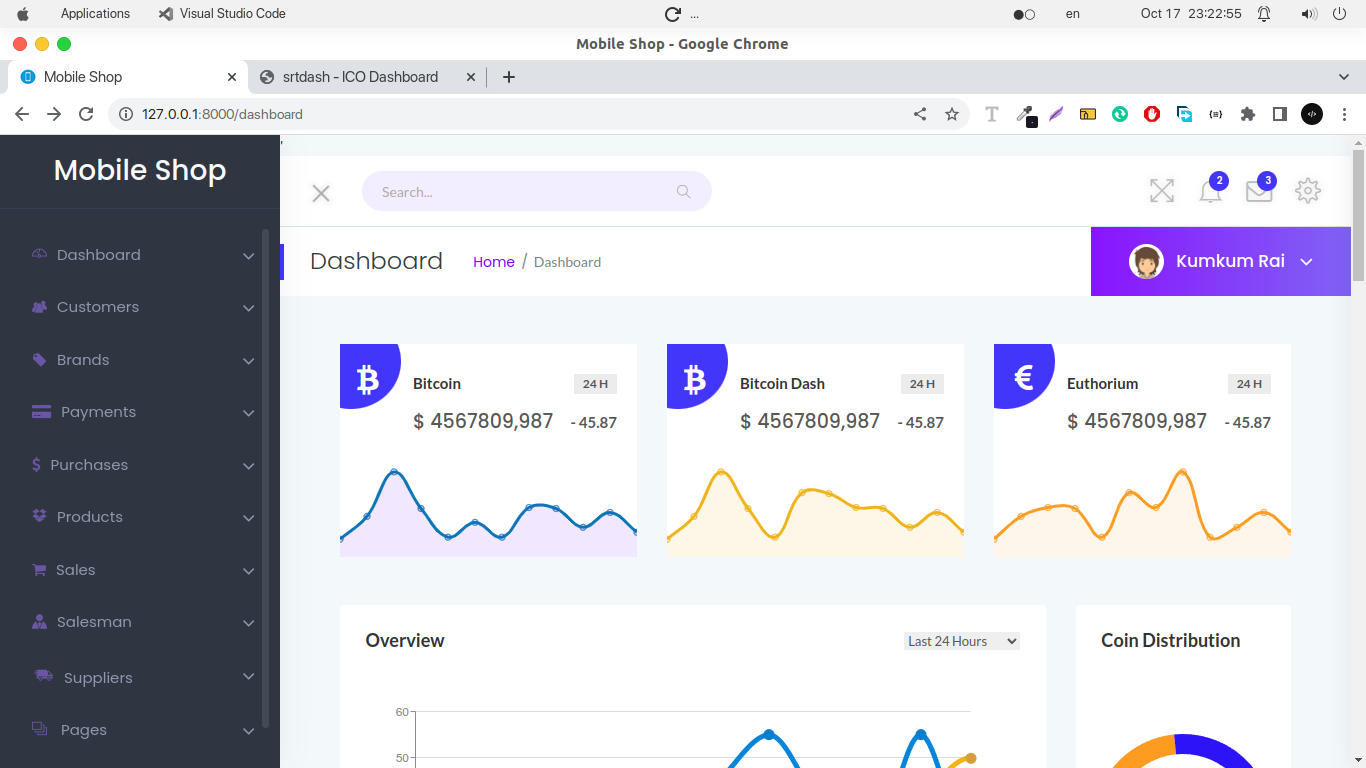 Applications Visual Studio Code ... en Oct 17 23:22:55
Mobile Shop - Google Chrome
Mobile Shop srtdash - ICO Dashboard
127.0.0.1:8000/dashboard
Mobile Shop
'
Search...
2
3
Dashboard
Home / Dashboard
Kumkum Rai
Dashboard
Customers
Brands
Payments
Purchases
Products
Sales
Salesman
Suppliers
Pages
Bitcoin 24 H
$ 4567809,987 - 45.87
Bitcoin Dash 24 H
$ 4567809,987 - 45.87
Euthorium 24 H
$ 4567809,987 - 45.87
Overview Last 24 Hours
60
50
Coin Distribution